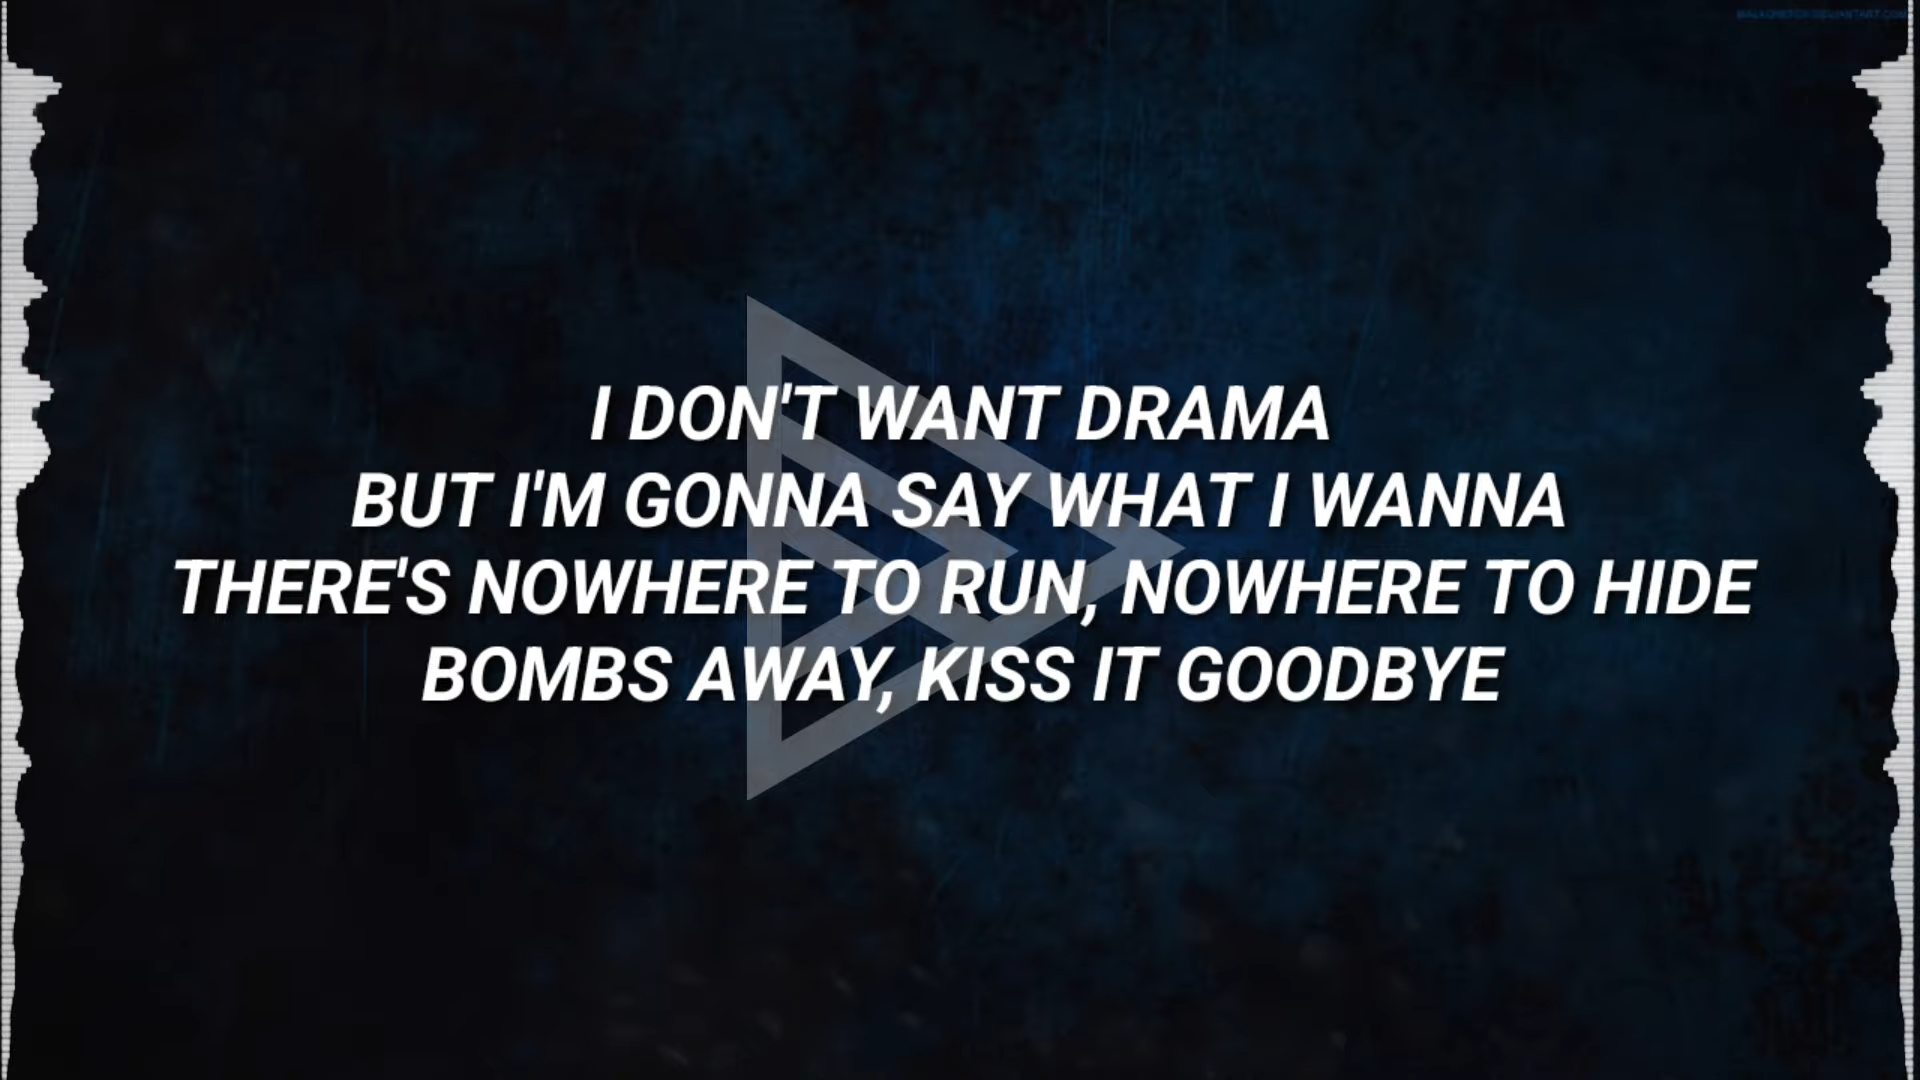 I DON'T WANT DRAMA
BUT I'M GONNA SAY WHAT I WANNA
THERE'S NOWHERE TO RUN, NOWHERE TO HIDE
BOMBS AWAY, KISS IT GOODBYE